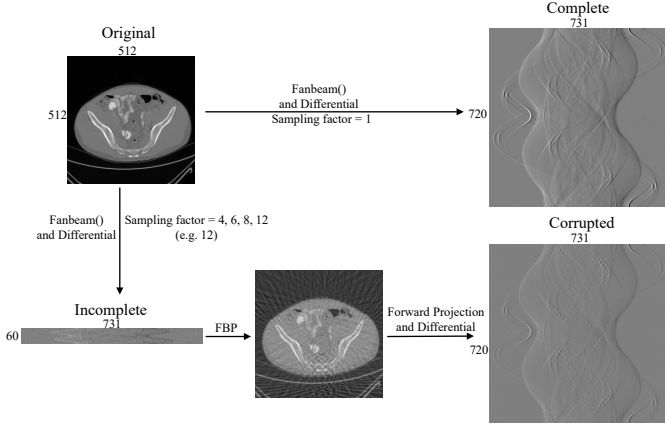 Original
512
512
Fanbeam()
and Differential
Sampling factor = 1
Complete
731
720
Fanbeam()
and Differential
Sampling factor = 4, 6, 8, 12
(e.g. 12)
Incomplete
731
60
FBP
Forward Projection
and Differential
Corrupted
731
720